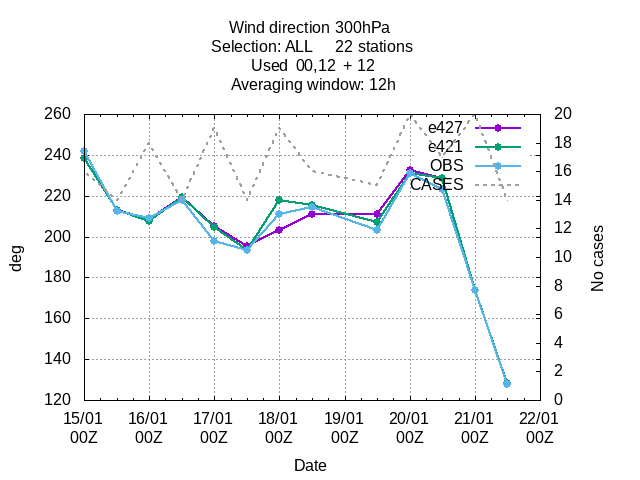 Wind direction 300hPa
Selection: ALL 22 stations
Used 00,12 + 12
Averaging window: 12h
260
240
220
200
180
160
140
120
deg
20
18
16
14
12
10
8
6
4
2
0
No cases
e427
e421
OBS
CASES
15/01 16/01 17/01 18/01 19/01 20/01 21/01 22/01
00Z 00Z 00Z 00Z 00Z 00Z 00Z 00Z
Date